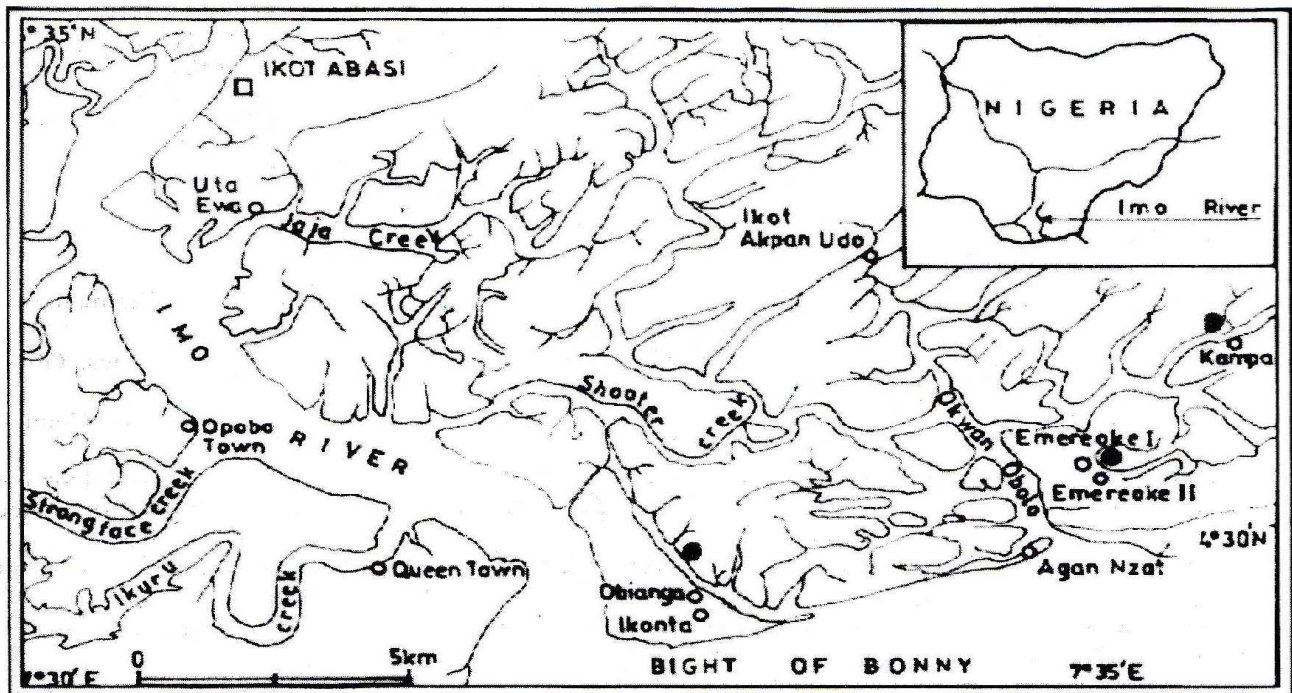 ° 35′ N
IKOT ABASI
NIGERIA
Imo River
Uta
Ewa
Jaja Creek
Ikot
Akpan Udo
IMO RIVER
Kampa
Shooter creek
Opobo
Town
Okwan Obolo
Emereoke I
Emereoke II
Strongface creek
4°30′N
Agan Nzat
Ikuru creek
Queen Town
Obianga
Ikonta
0 5km
7°30′ E
BIGHT OF BONNY
7°35′E